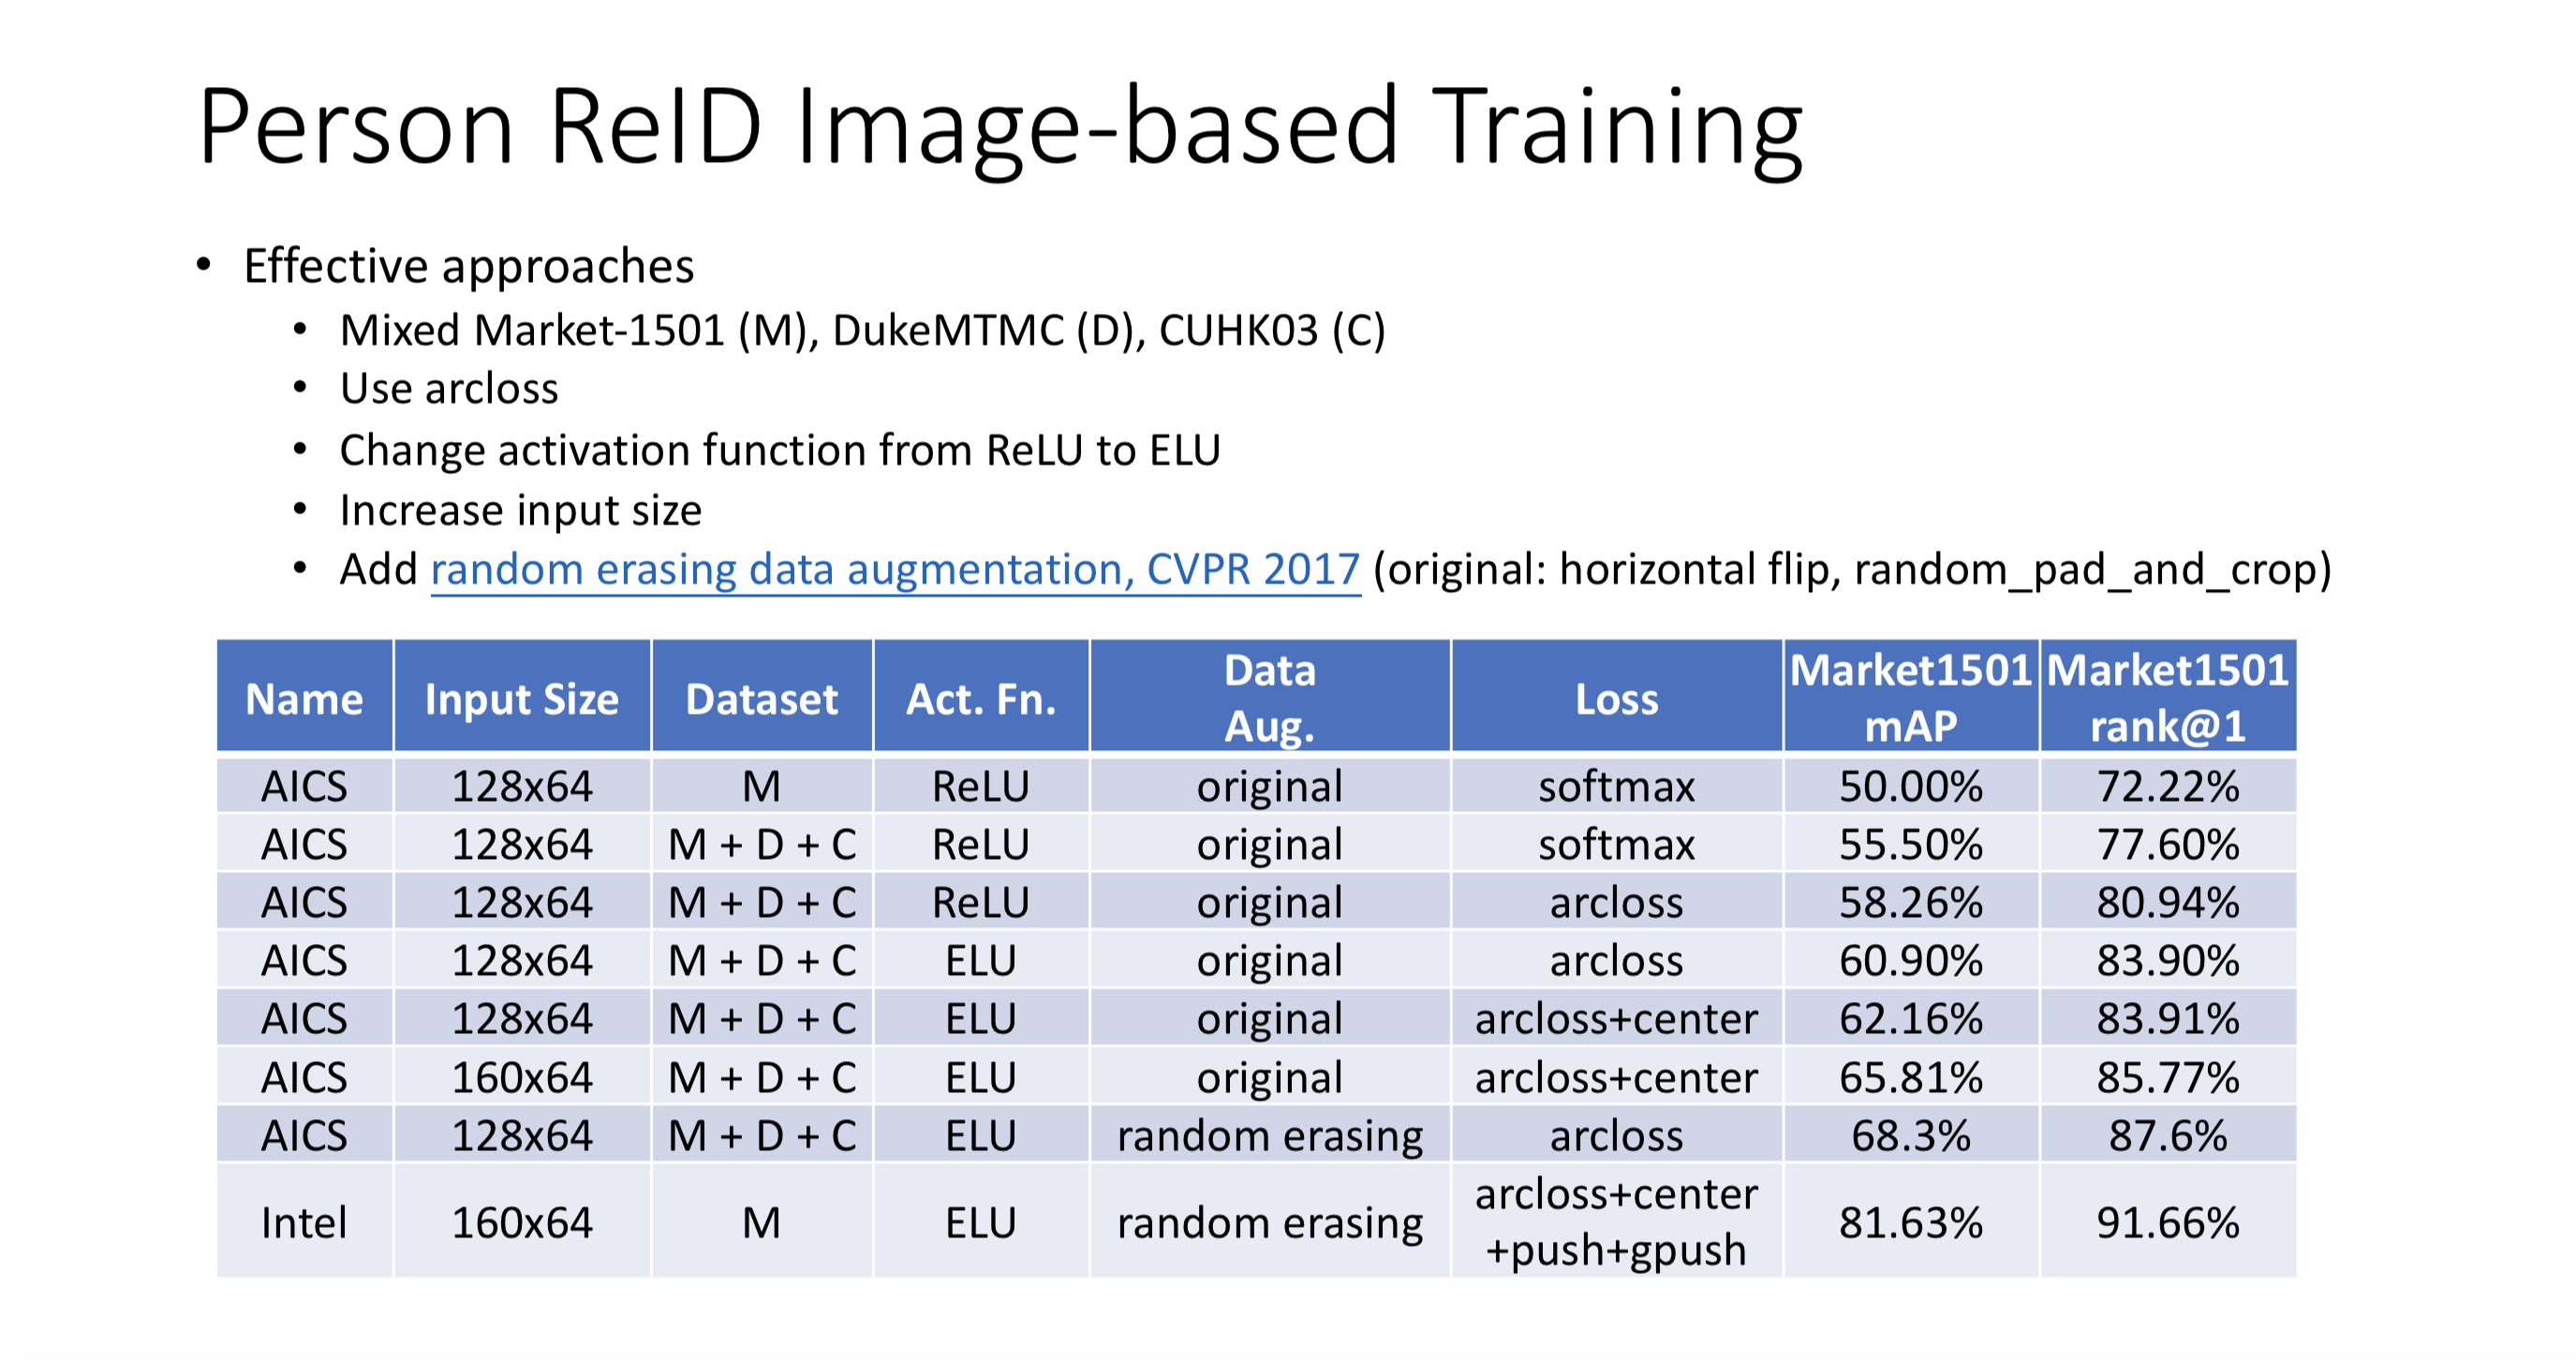 Person ReID Image-based Training
• Effective approaches
• Mixed Market-1501 (M), DukeMTMC (D), CUHK03 (C)
• Use arcloss
• Change activation function from ReLU to ELU
• Increase input size
• Add random erasing data augmentation, CVPR 2017 (original: horizontal flip, random_pad_and_crop)
Name Input Size Dataset Act. Fn. Data Aug. Loss Market1501 mAP Market1501 rank@1
AICS 128x64 M ReLU original softmax 50.00% 72.22%
AICS 128x64 M + D + C ReLU original softmax 55.50% 77.60%
AICS 128x64 M + D + C ReLU original arcloss 58.26% 80.94%
AICS 128x64 M + D + C ELU original arcloss 60.90% 83.90%
AICS 128x64 M + D + C ELU original arcloss+center 62.16% 83.91%
AICS 160x64 M + D + C ELU original arcloss+center 65.81% 85.77%
AICS 128x64 M + D + C ELU random erasing arcloss 68.3% 87.6%
Intel 160x64 M ELU random erasing arcloss+center +push+gpush 81.63% 91.66%